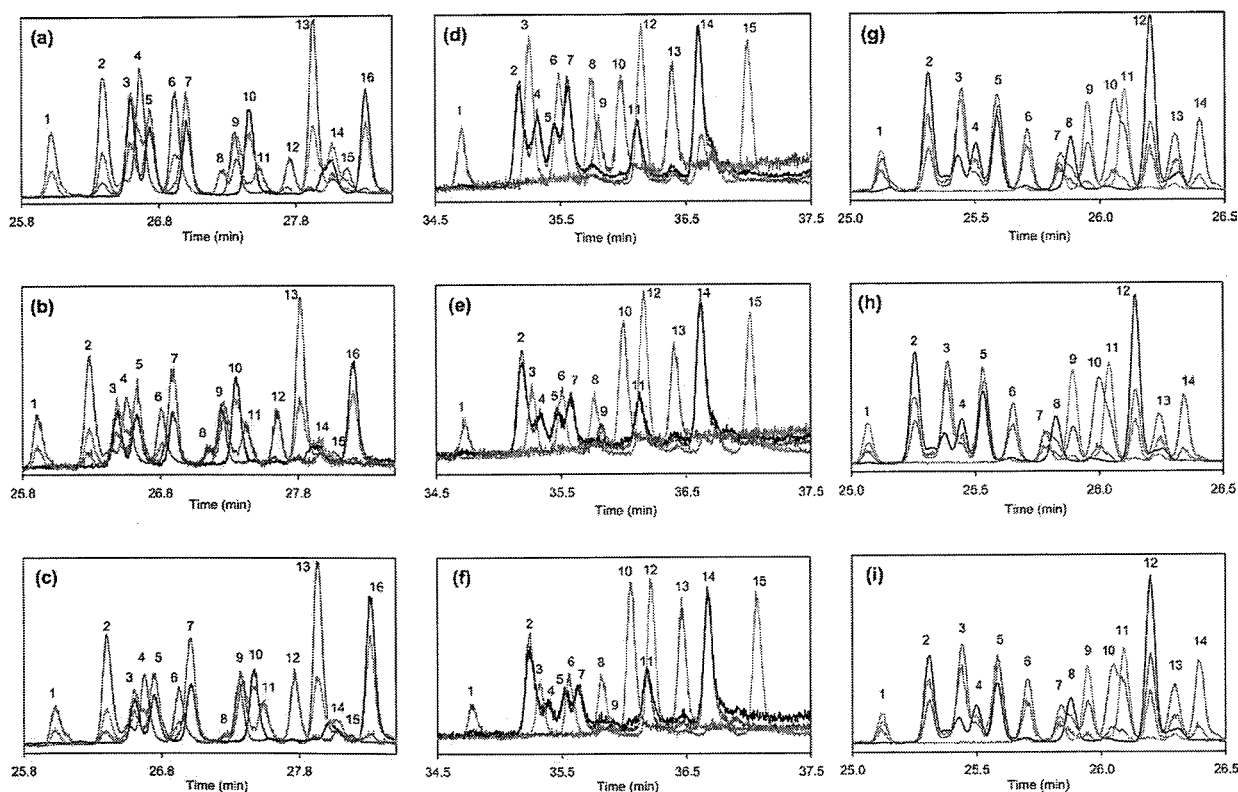 (a)
1 2 3 4 5 6 7 8 9 10 11 12 13 14 15 16
25.8 26.8 27.8
Time (min)
(d)
1 2 3 4 5 6 7 8 9 10 11 12 13 14 15
34.5 35.5 36.5 37.5
Time (min)
(g)
1 2 3 4 5 6 7 8 9 10 11 12 13 14
25.0 25.5 26.0 26.5
Time (min)
(b)
1 2 3 4 5 6 7 8 9 10 11 12 13 14 15 16
25.8 26.8 27.8
Time (min)
(e)
1 2 3 4 5 6 7 8 9 10 11 12 13 14 15
34.5 35.5 36.5 37.5
Time (min)
(h)
1 2 3 4 5 6 7 8 9 10 11 12 13 14
25.0 25.5 26.0 26.5
Time (min)
(c)
1 2 3 4 5 6 7 8 9 10 11 12 13 14 15 16
25.8 26.8 27.8
Time (min)
(f)
1 2 3 4 5 6 7 8 9 10 11 12 13 14 15
34.5 35.6 36.5 37.5
Time (min)
(i)
1 2 3 4 5 6 7 8 9 10 11 12 13 14
25.0 25.5 26.0 26.5
Time (min)